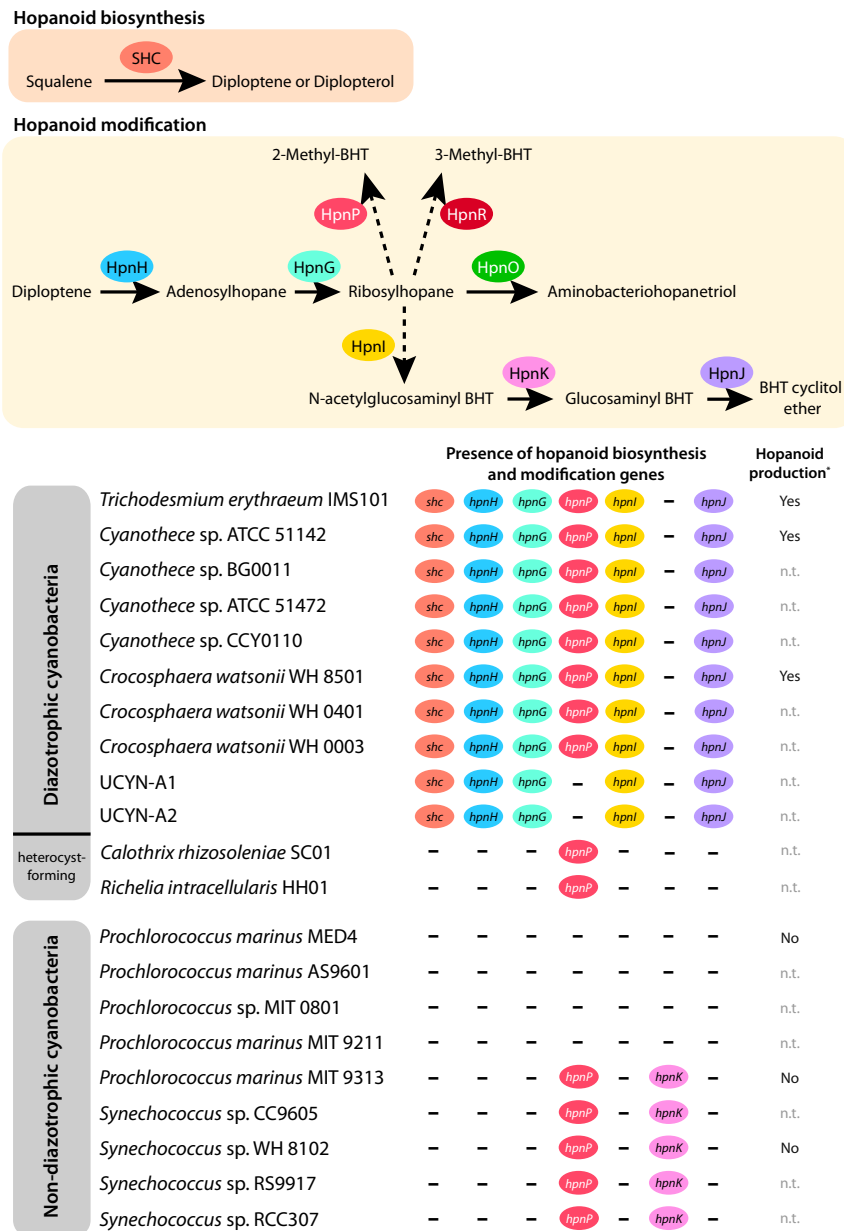 Hopanoid biosynthesis
SHC
Squalene Diploptene or Diplopterol
Hopanoid modification
2-Methyl-BHT 3-Methyl-BHT
HpnP HpnR
HpnH HpnG HpnO
Diploptene Adenosylhopane Ribosylhopane Aminobacteriohopanetriol
HpnI
HpnK HpnJ
N-acetylglucosaminyl BHT Glucosaminyl BHT BHT cyclitol
ether
Presence of hopanoid biosynthesis
and modification genes
Hopanoid
production*
Diazotrophic cyanobacteria
Trichodesmium erythraeum IMS101 shc hpnH hpnG hpnP hpnI – hpnJ Yes
Cyanothece sp. ATCC 51142 shc hpnH hpnG hpnP hpnI – hpnJ Yes
Cyanothece sp. BG0011 shc hpnH hpnG hpnP hpnI – hpnJ n.t.
Cyanothece sp. ATCC 51472 shc hpnH hpnG hpnP hpnI – hpnJ n.t.
Cyanothece sp. CCY0110 shc hpnH hpnG hpnP hpnI – hpnJ n.t.
Crocosphaera watsonii WH 8501 shc hpnH hpnG hpnP hpnI – hpnJ Yes
Crocosphaera watsonii WH 0401 shc hpnH hpnG hpnP hpnI – hpnJ n.t.
Crocosphaera watsonii WH 0003 shc hpnH hpnG hpnP hpnI – hpnJ n.t.
UCYN-A1 shc hpnH hpnG – hpnI – hpnJ n.t.
UCYN-A2 shc hpnH hpnG – hpnI – hpnJ n.t.
heterocyst-
forming
Calothrix rhizosoleniae SC01 – – – hpnP – – – n.t.
Richelia intracellularis HH01 – – – hpnP – – – n.t.
Non-diazotrophic cyanobacteria
Prochlorococcus marinus MED4 – – – – – – – No
Prochlorococcus marinus AS9601 – – – – – – – n.t.
Prochlorococcus sp. MIT 0801 – – – – – – – n.t.
Prochlorococcus marinus MIT 9211 – – – – – – – n.t.
Prochlorococcus marinus MIT 9313 – – – hpnP – hpnK – No
Synechococcus sp. CC9605 – – – hpnP – hpnK – n.t.
Synechococcus sp. WH 8102 – – – hpnP – hpnK – No
Synechococcus sp. RS9917 – – – hpnP – hpnK – n.t.
Synechococcus sp. RCC307 – – – hpnP – hpnK – n.t.